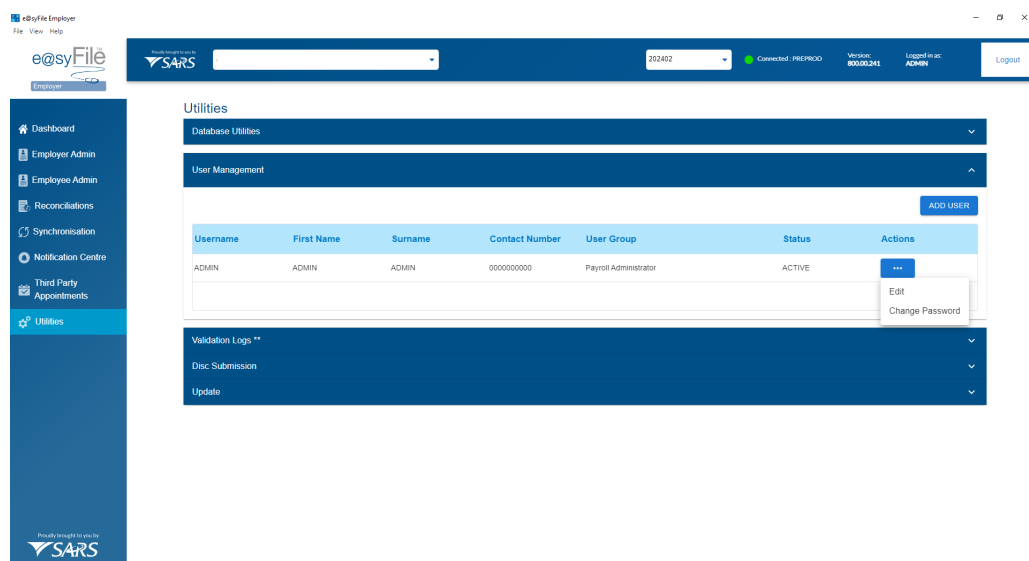 e@syFile Employer
File View Help
e@syFile
Employer
Proudly brought to you by
SARS
202402
Connected : PREPROD
Version:
800.00.241
Logged in as:
ADMIN
Logout
Dashboard
Employer Admin
Employee Admin
Reconciliations
Synchronisation
Notification Centre
Third Party
Appointments
Utilities
Utilities
Database Utilities
User Management
ADD USER
Username First Name Surname Contact Number User Group Status Actions
ADMIN ADMIN ADMIN 0000000000 Payroll Administrator ACTIVE
Edit
Change Password
Validation Logs **
Disc Submission
Update
Proudly brought to you by
SARS